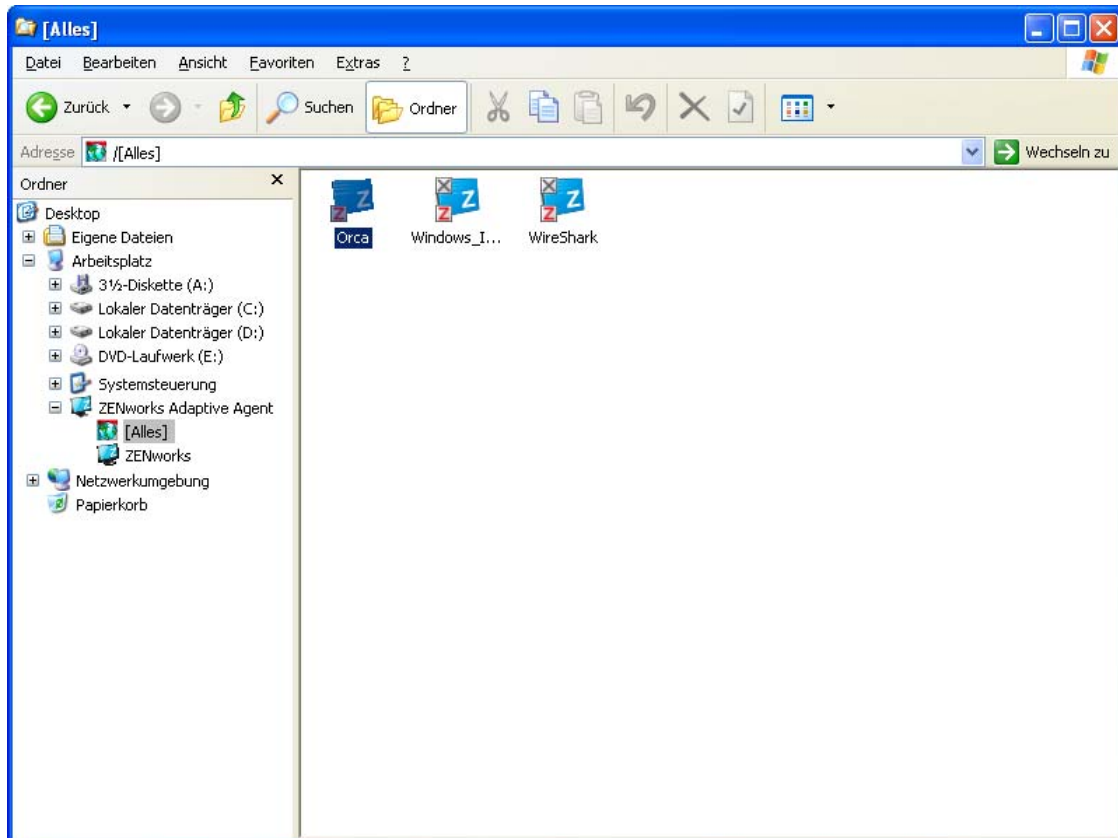 [Alles]
Datei Bearbeiten Ansicht Favoriten Extras ?
Zurück Suchen Ordner
Adresse /[Alles] Wechseln zu
Ordner
Desktop
Eigene Dateien
Arbeitsplatz
3½-Diskette (A:)
Lokaler Datenträger (C:)
Lokaler Datenträger (D:)
DVD-Laufwerk (E:)
Systemsteuerung
ZENworks Adaptive Agent
[Alles]
ZENworks
Netzwerkumgebung
Papierkorb
Z Z Z
Z Z Z
Orca Windows_I... WireShark